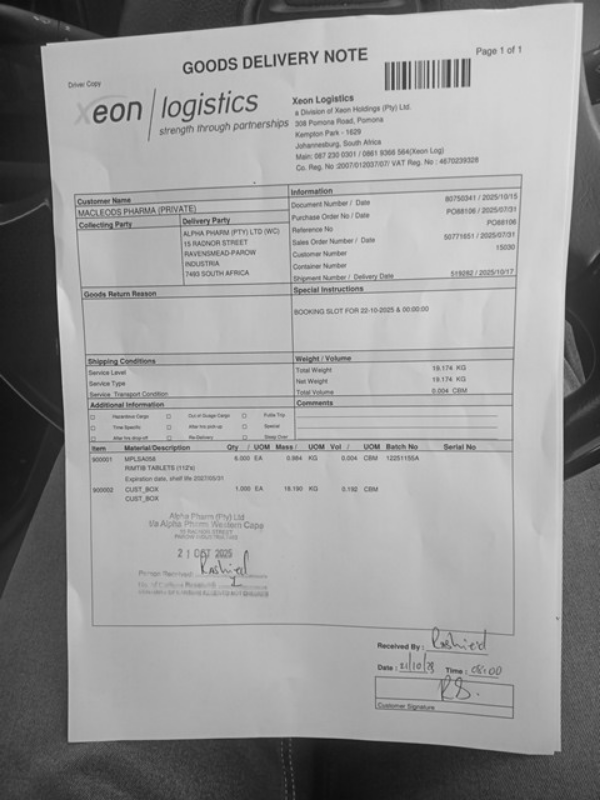 GOODS DELIVERY NOTE
Page 1 of 1
Driver Copy
xeon logistics
strength through partnerships
Xeon Logistics
a Division of Xeon Holdings (Pty) Ltd.
308 Pomona Road, Pomona
Kempton Park - 1629
Johannesburg, South Africa
Main: 087 230 0301 / 0861 9366 564(Xeon Log)
Co. Reg. No :2007/012037/07/ VAT Reg. No : 4670239328
Customer Name
MACLEODS PHARMA (PRIVATE)
Collecting Party
Delivery Party
ALPHA PHARM (PTY) LTD (WC)
15 RADNOR STREET
RAVENSMEAD-PAROW
INDUSTRIA
7493 SOUTH AFRICA
Information
Document Number / Date 80750341 / 2025/10/15
Purchase Order No / Date PO88106 / 2025/07/31
Reference No PO88106
Sales Order Number / Date 50771651 / 2025/07/31
Customer Number 15030
Container Number
Shipment Number / Delivery Date 519262 / 2025/10/17
Goods Return Reason
Special Instructions
BOOKING SLOT FOR 22-10-2025 & 00:00:00
Shipping Conditions
Service Level
Service Type
Service Transport Condition
Weight / Volume
Total Weight 19.174 KG
Net Weight 19.174 KG
Total Volume 0.004 CBM
Additional Information
Hazardous Cargo Out of Guage Cargo Futile Trip
Time Specific After hrs pick up Special
After hrs drop off Re-Delivery Sleep Over
Comments
Item Material/Description Qty / UOM Mass / UOM Vol / UOM Batch No Serial No
900001 MPLSA058 6.000 EA 0.984 KG 0.004 CBM 12251155A
RIMTIB TABLETS (112's)
Expiration date, shelf life 2027/05/31
900002 CUST_BOX 1.000 EA 18.190 KG 0.192 CBM
CUST_BOX
Alpha Pharm (Pty) Ltd
t/a Alpha Pharm Western Cape
15 RADNOR STREET
PAROW INDUSTRIA, 7493
21 OCT 2025
Rashied
Received By : Rashied
Date : 21/10/25 Time : 08:00
RS.
Customer Signature